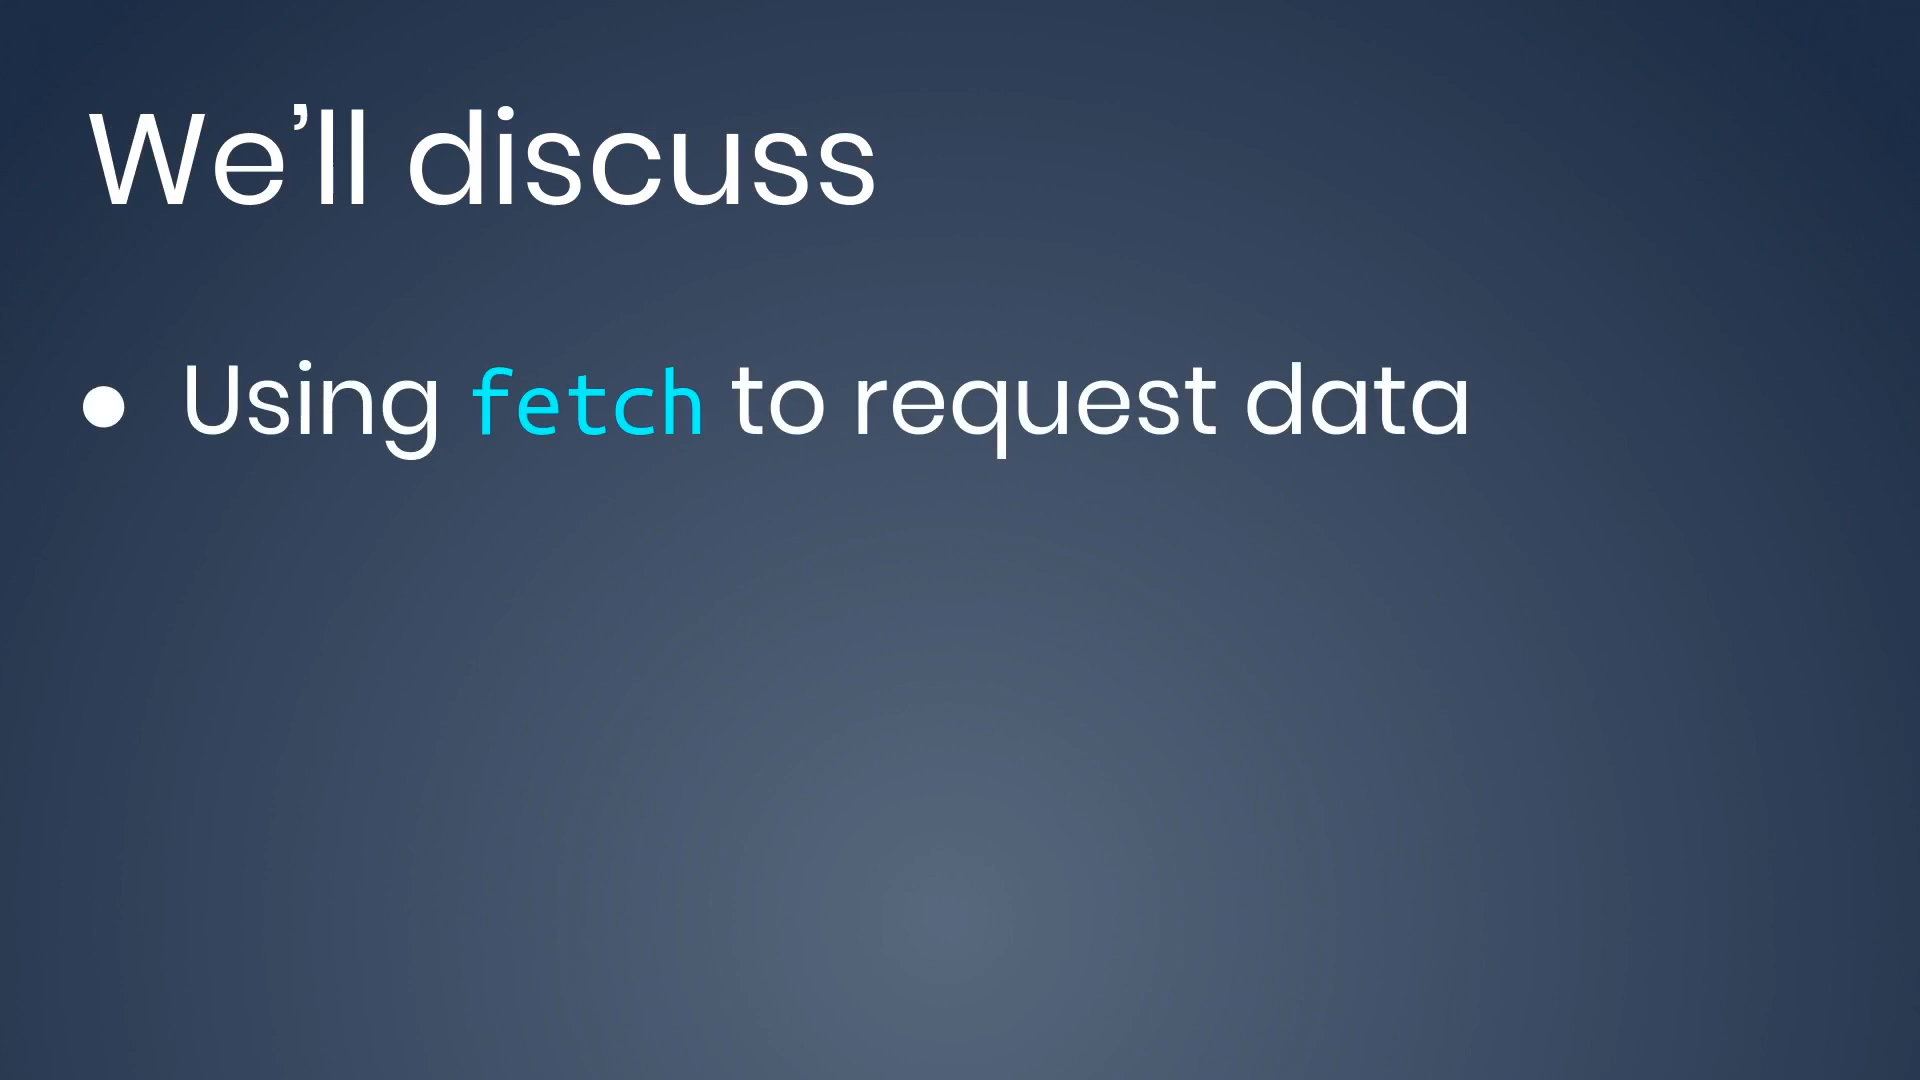 We’ll discuss
● Using fetch to request data